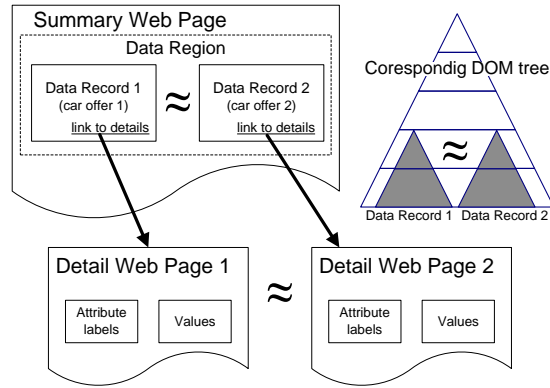 Summary Web Page
Data Region
Data Record 1
(car offer 1)
link to details
≈
Data Record 2
(car offer 2)
link to details
Corespondig DOM tree
≈
Data Record 1
Data Record 2
Detail Web Page 1
Attribute
labels
Values
≈
Detail Web Page 2
Attribute
labels
Values